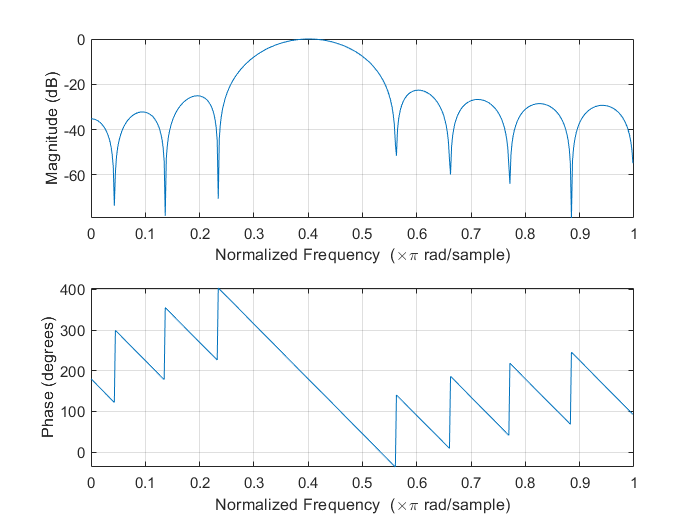 Magnitude (dB)
0
-20
-40
-60
0 0.1 0.2 0.3 0.4 0.5 0.6 0.7 0.8 0.9 1
Normalized Frequency (×π rad/sample)
Phase (degrees)
400
300
200
100
0
0 0.1 0.2 0.3 0.4 0.5 0.6 0.7 0.8 0.9 1
Normalized Frequency (×π rad/sample)